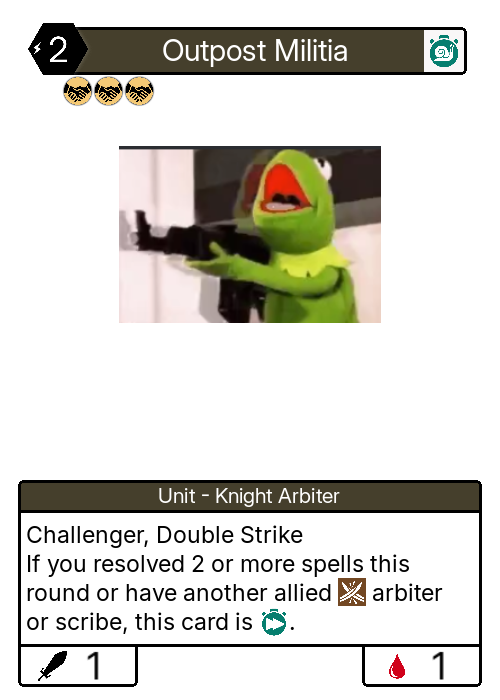 2 Outpost Militia
Unit - Knight Arbiter
Challenger, Double Strike
If you resolved 2 or more spells this
round or have another allied arbiter
or scribe, this card is .
1 1